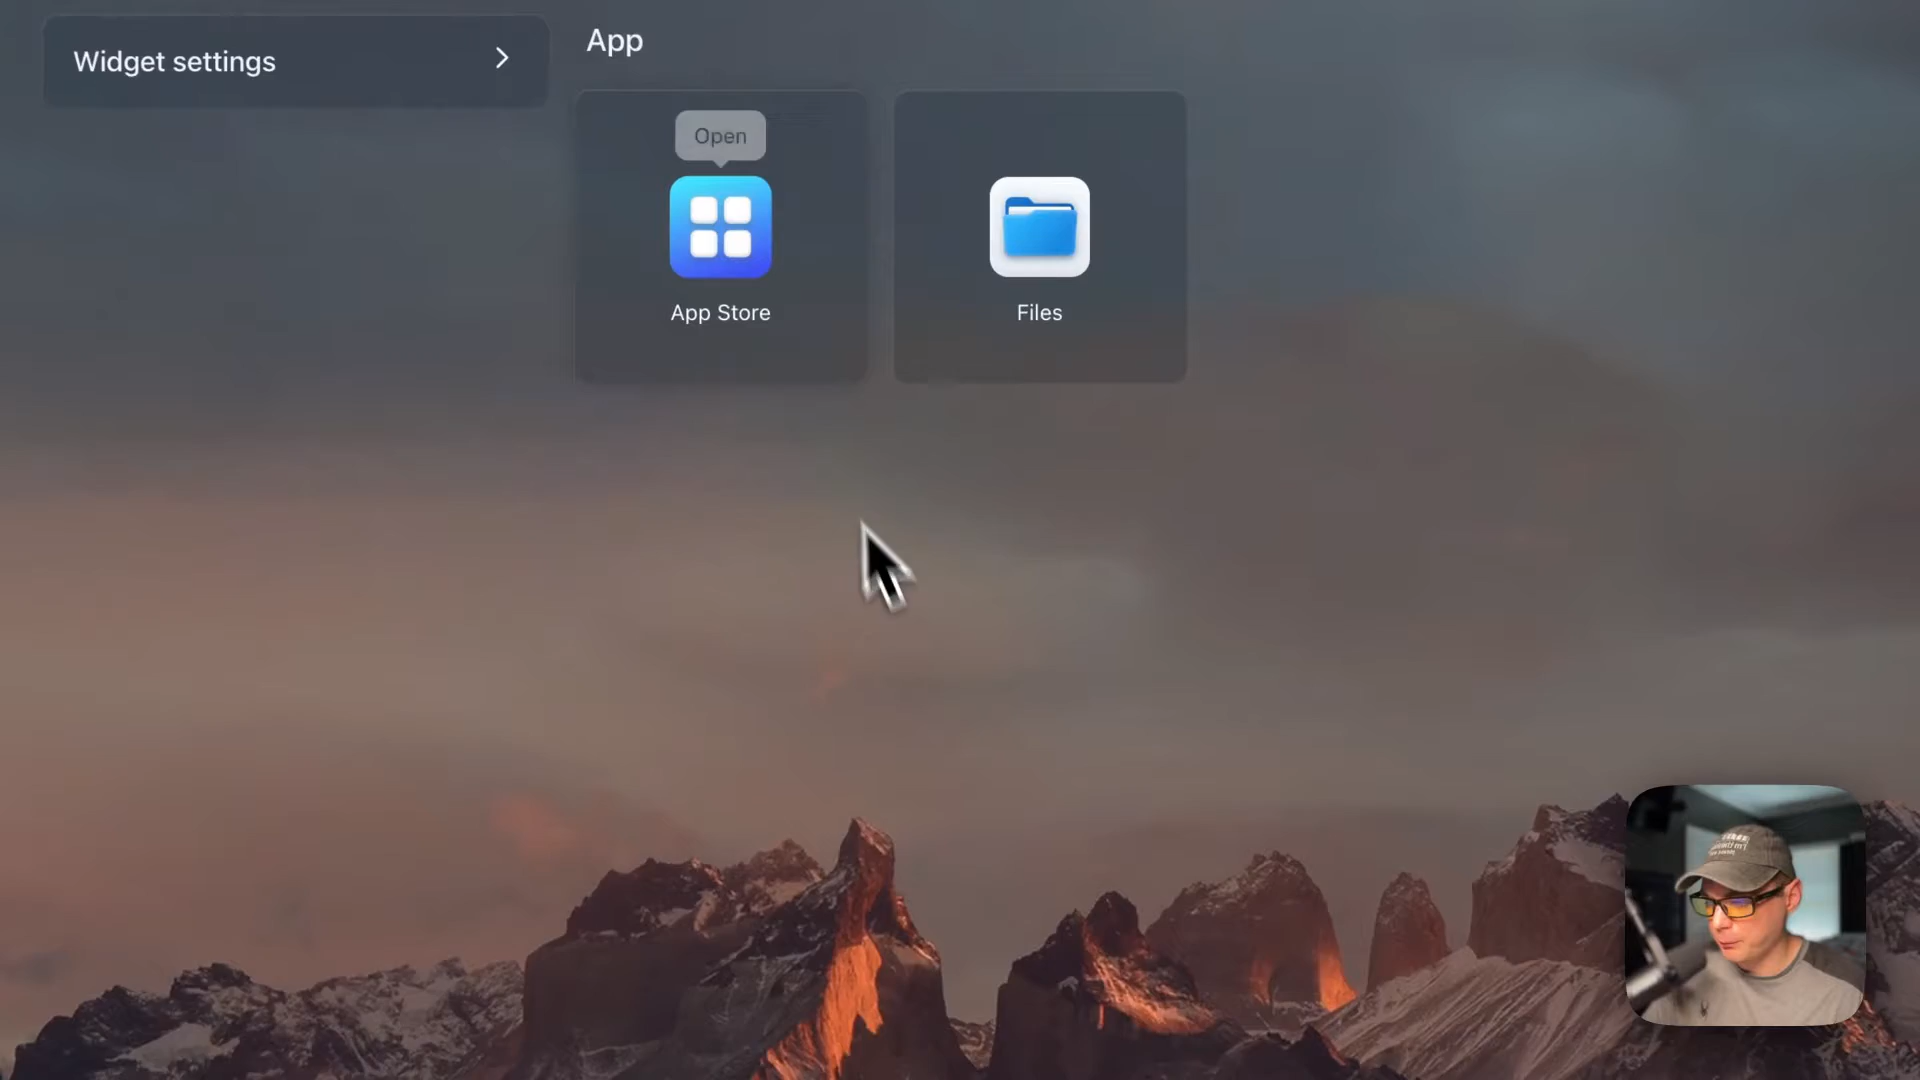 Widget settings
App
Open
App Store
Files